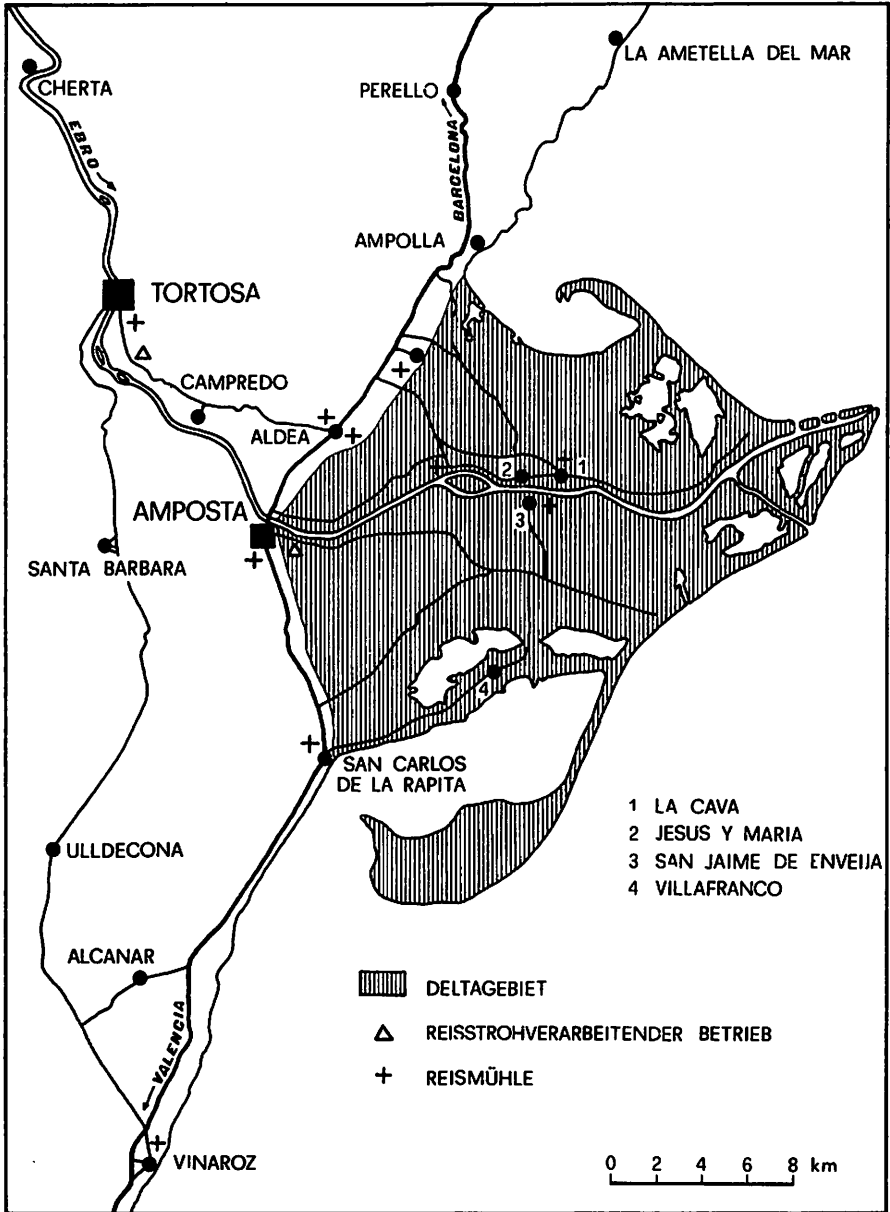 LA AMETELLA DEL MAR
CHERTA
PERELLO
EBRO
BARCELONA
AMPOLLA
TORTOSA
CAMPREDO
ALDEA
2
1
3
AMPOSTA
SANTA BARBARA
4
SAN CARLOS
DE LA RAPITA
1 LA CAVA
2 JESUS Y MARIA
3 SAN JAIME DE ENVEIJA
4 VILLAFRANCO
ULLDECONA
ALCANAR
DELTAGEBIET
REISSTROHVERARBEITENDER BETRIEB
REISMÜHLE
VALENCIA
VINAROZ
0 2 4 6 8 km